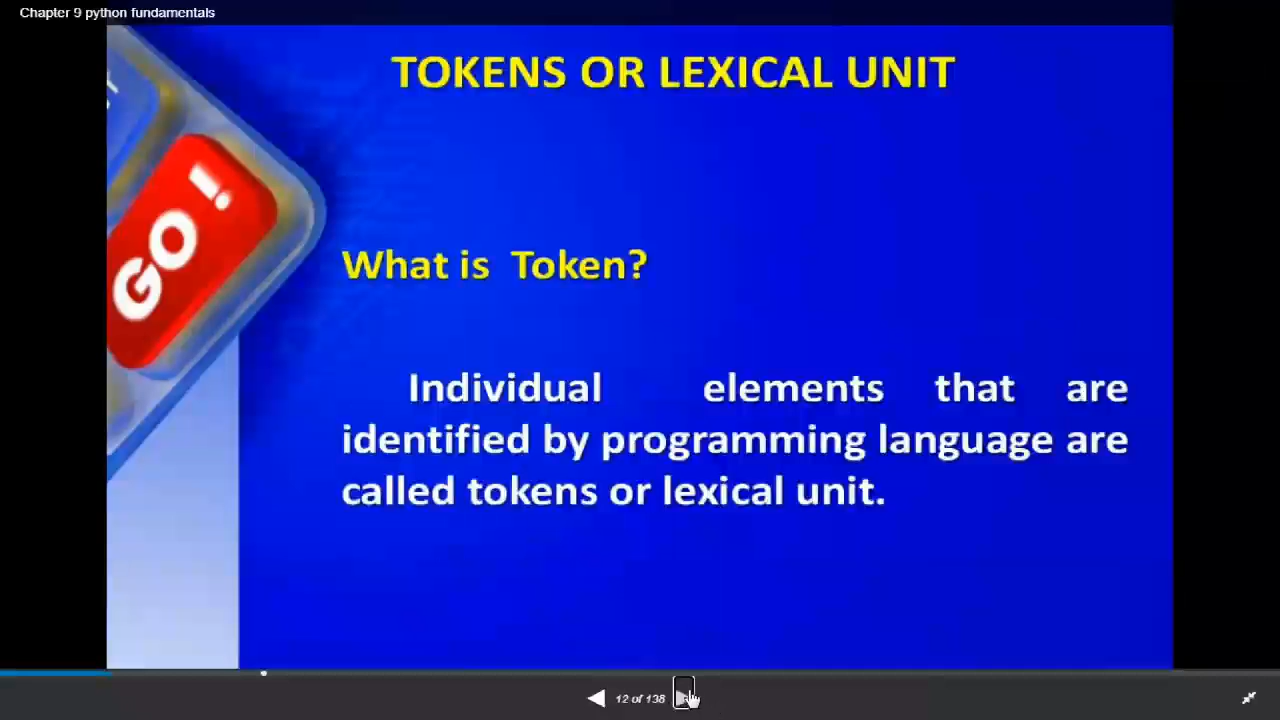 Chapter 9 python fundamentals
TOKENS OR LEXICAL UNIT
GO !
What is Token?
Individual elements that are
identified by programming language are
called tokens or lexical unit.
12 of 138